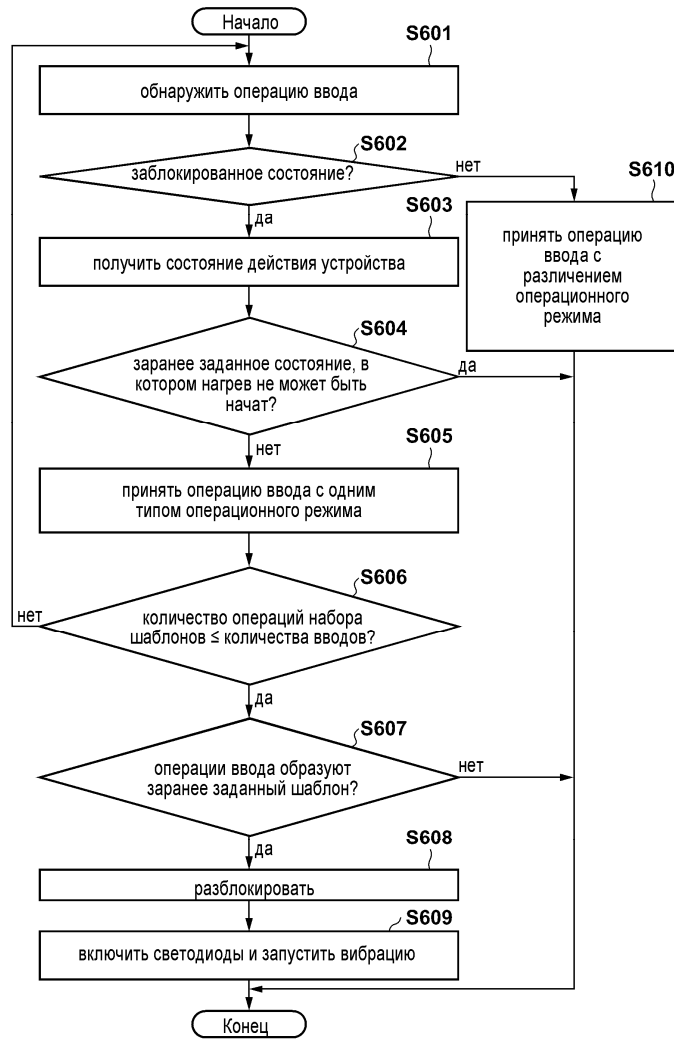 Начало
S601
обнаружить операцию ввода
S602
заблокированное состояние?
нет
да
S610
принять операцию
ввода с
различением
операционного
режима
S603
получить состояние действия устройства
S604
заранее заданное состояние, в
котором нагрев не может быть
начат?
да
нет
S605
принять операцию ввода с одним
типом операционного режима
S606
нет
количество операций набора
шаблонов ≤ количества вводов?
да
S607
операции ввода образуют
заранее заданный шаблон?
нет
да
S608
разблокировать
S609
включить светодиоды и запустить вибрацию
Конец